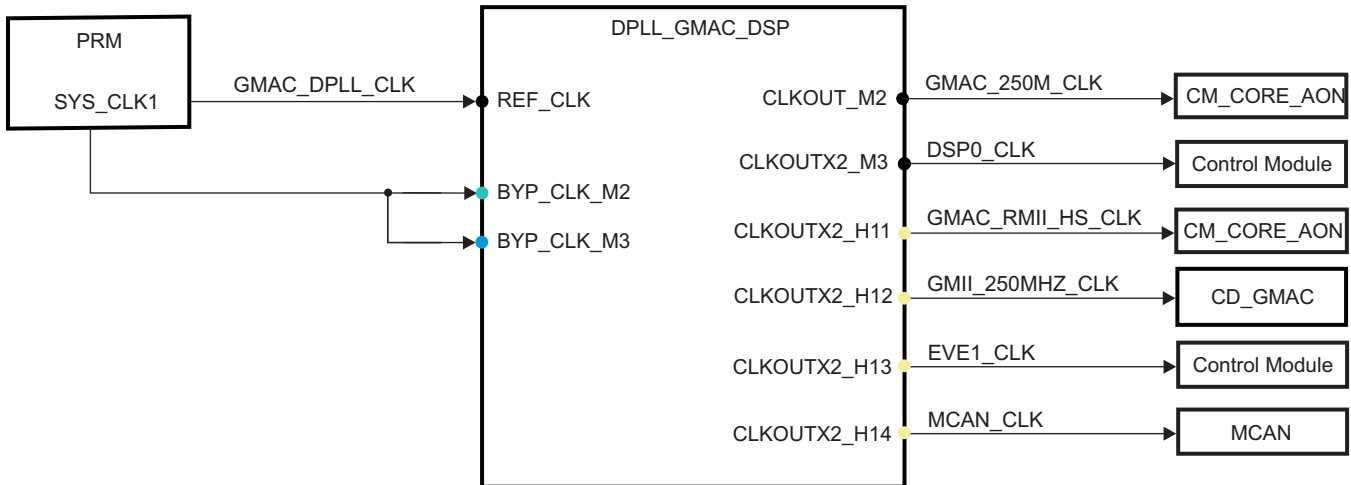 DPLL_GMAC_DSP
PRM
SYS_CLK1
GMAC_DPLL_CLK
REF_CLK
BYP_CLK_M2
BYP_CLK_M3
CLKOUT_M2
GMAC_250M_CLK
CM_CORE_AON
CLKOUTX2_M3
DSP0_CLK
Control Module
CLKOUTX2_H11
GMAC_RMII_HS_CLK
CM_CORE_AON
CLKOUTX2_H12
GMII_250MHZ_CLK
CD_GMAC
CLKOUTX2_H13
EVE1_CLK
Control Module
CLKOUTX2_H14
MCAN_CLK
MCAN